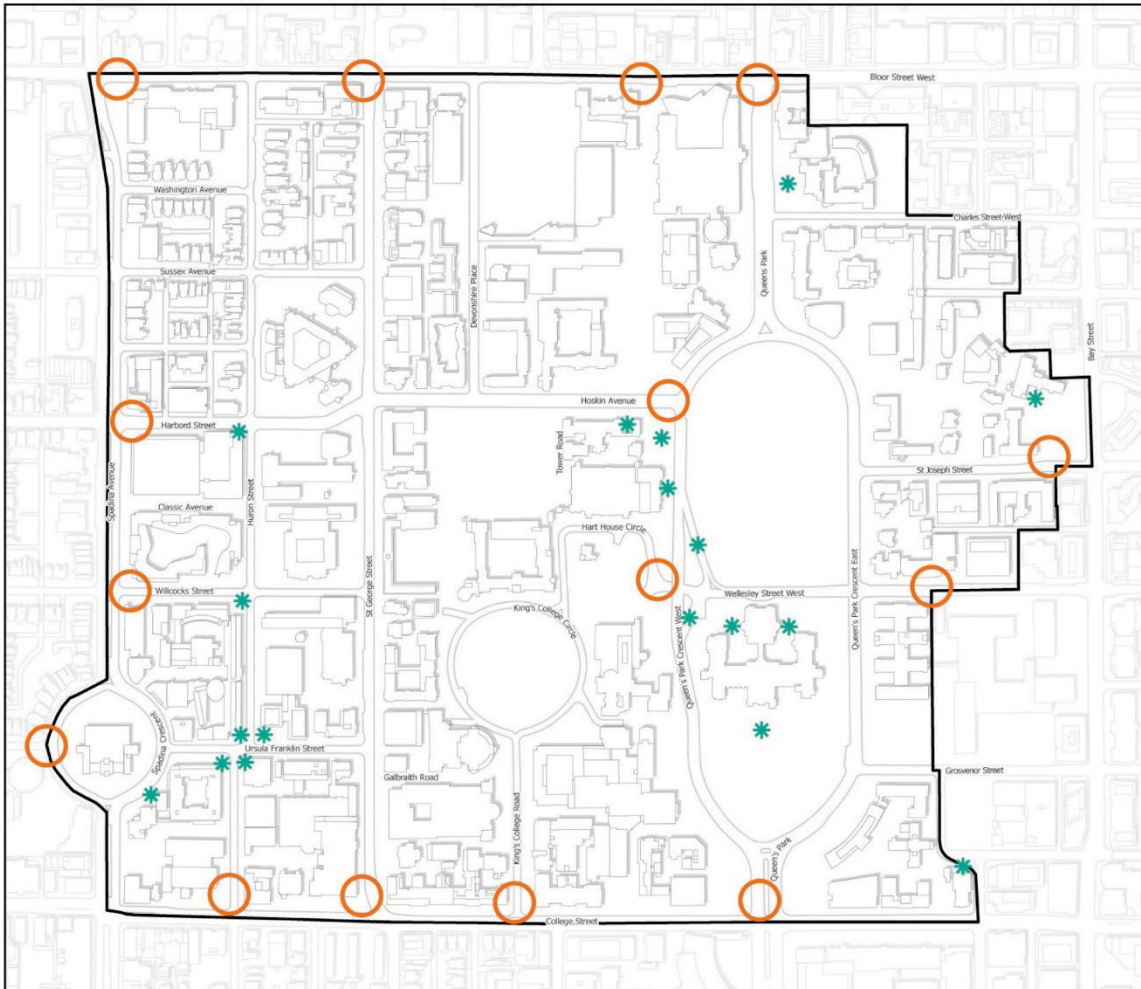 Bloor Street West
Washington Avenue
Charles Street West
Sussex Avenue
Queens Park
Devonshire Place
Bay Street
Hoskin Avenue
Harbord Street
Tower Road
St Joseph Street
Spadina Avenue
Huron Street
Classic Avenue
Hart House Circle
St George Street
Willcocks Street
Wellesley Street West
Queen's Park Crescent East
King's College Circle
Queen's Park Crescent West
Spadina Crescent
Ursula Franklin Street
Galbraith Road
Grosvenor Street
King's College Road
Queen's Park
College Street